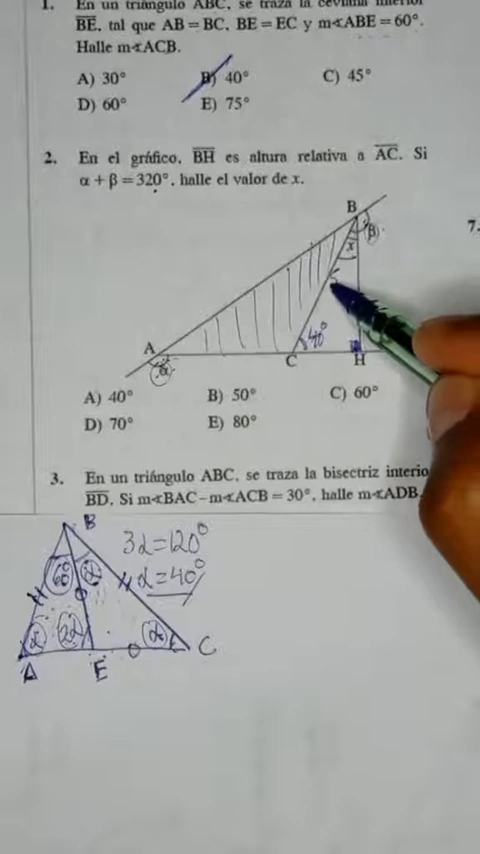 1. En un triángulo ABC, se traza la ceviana interior
BE, tal que AB = BC, BE = EC y m∢ABE = 60°.
Halle m∢ACB.
A) 30° B) 40° C) 45°
D) 60° E) 75°
2. En el gráfico, BH es altura relativa a AC. Si
α + β = 320°, halle el valor de x.
B
β
x
7.
A
α
C
40°
H
A) 40° B) 50° C) 60°
D) 70° E) 80°
3. En un triángulo ABC, se traza la bisectriz interio
BD. Si m∢BAC − m∢ACB = 30°, halle m∢ADB.
B
3α = 120°
60° α
α = 40°
α 2α α
C
A E